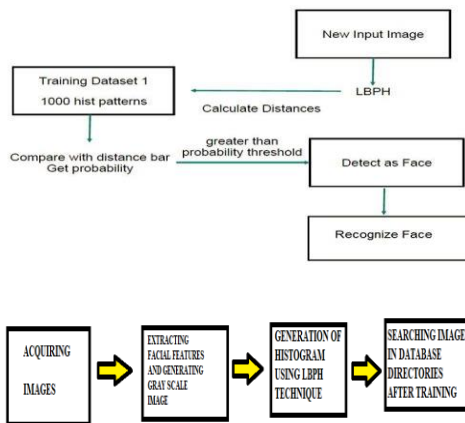 New Input Image
LBPH
Training Dataset 1
1000 hist patterns
Calculate Distances
Compare with distance bar
Get probability
greater than
probability threshold
Detect as Face
Recognize Face
ACQUIRING
IMAGES
EXTRACTING
FACIAL FEATURES
AND GENERATING
GRAY SCALE
IMAGE
GENERATION OF
HISTOGRAM
USING LBPH
TECHNIQUE
SEARCHING IMAGE
IN DATABASE
DIRECTORIES
AFTER TRAINING